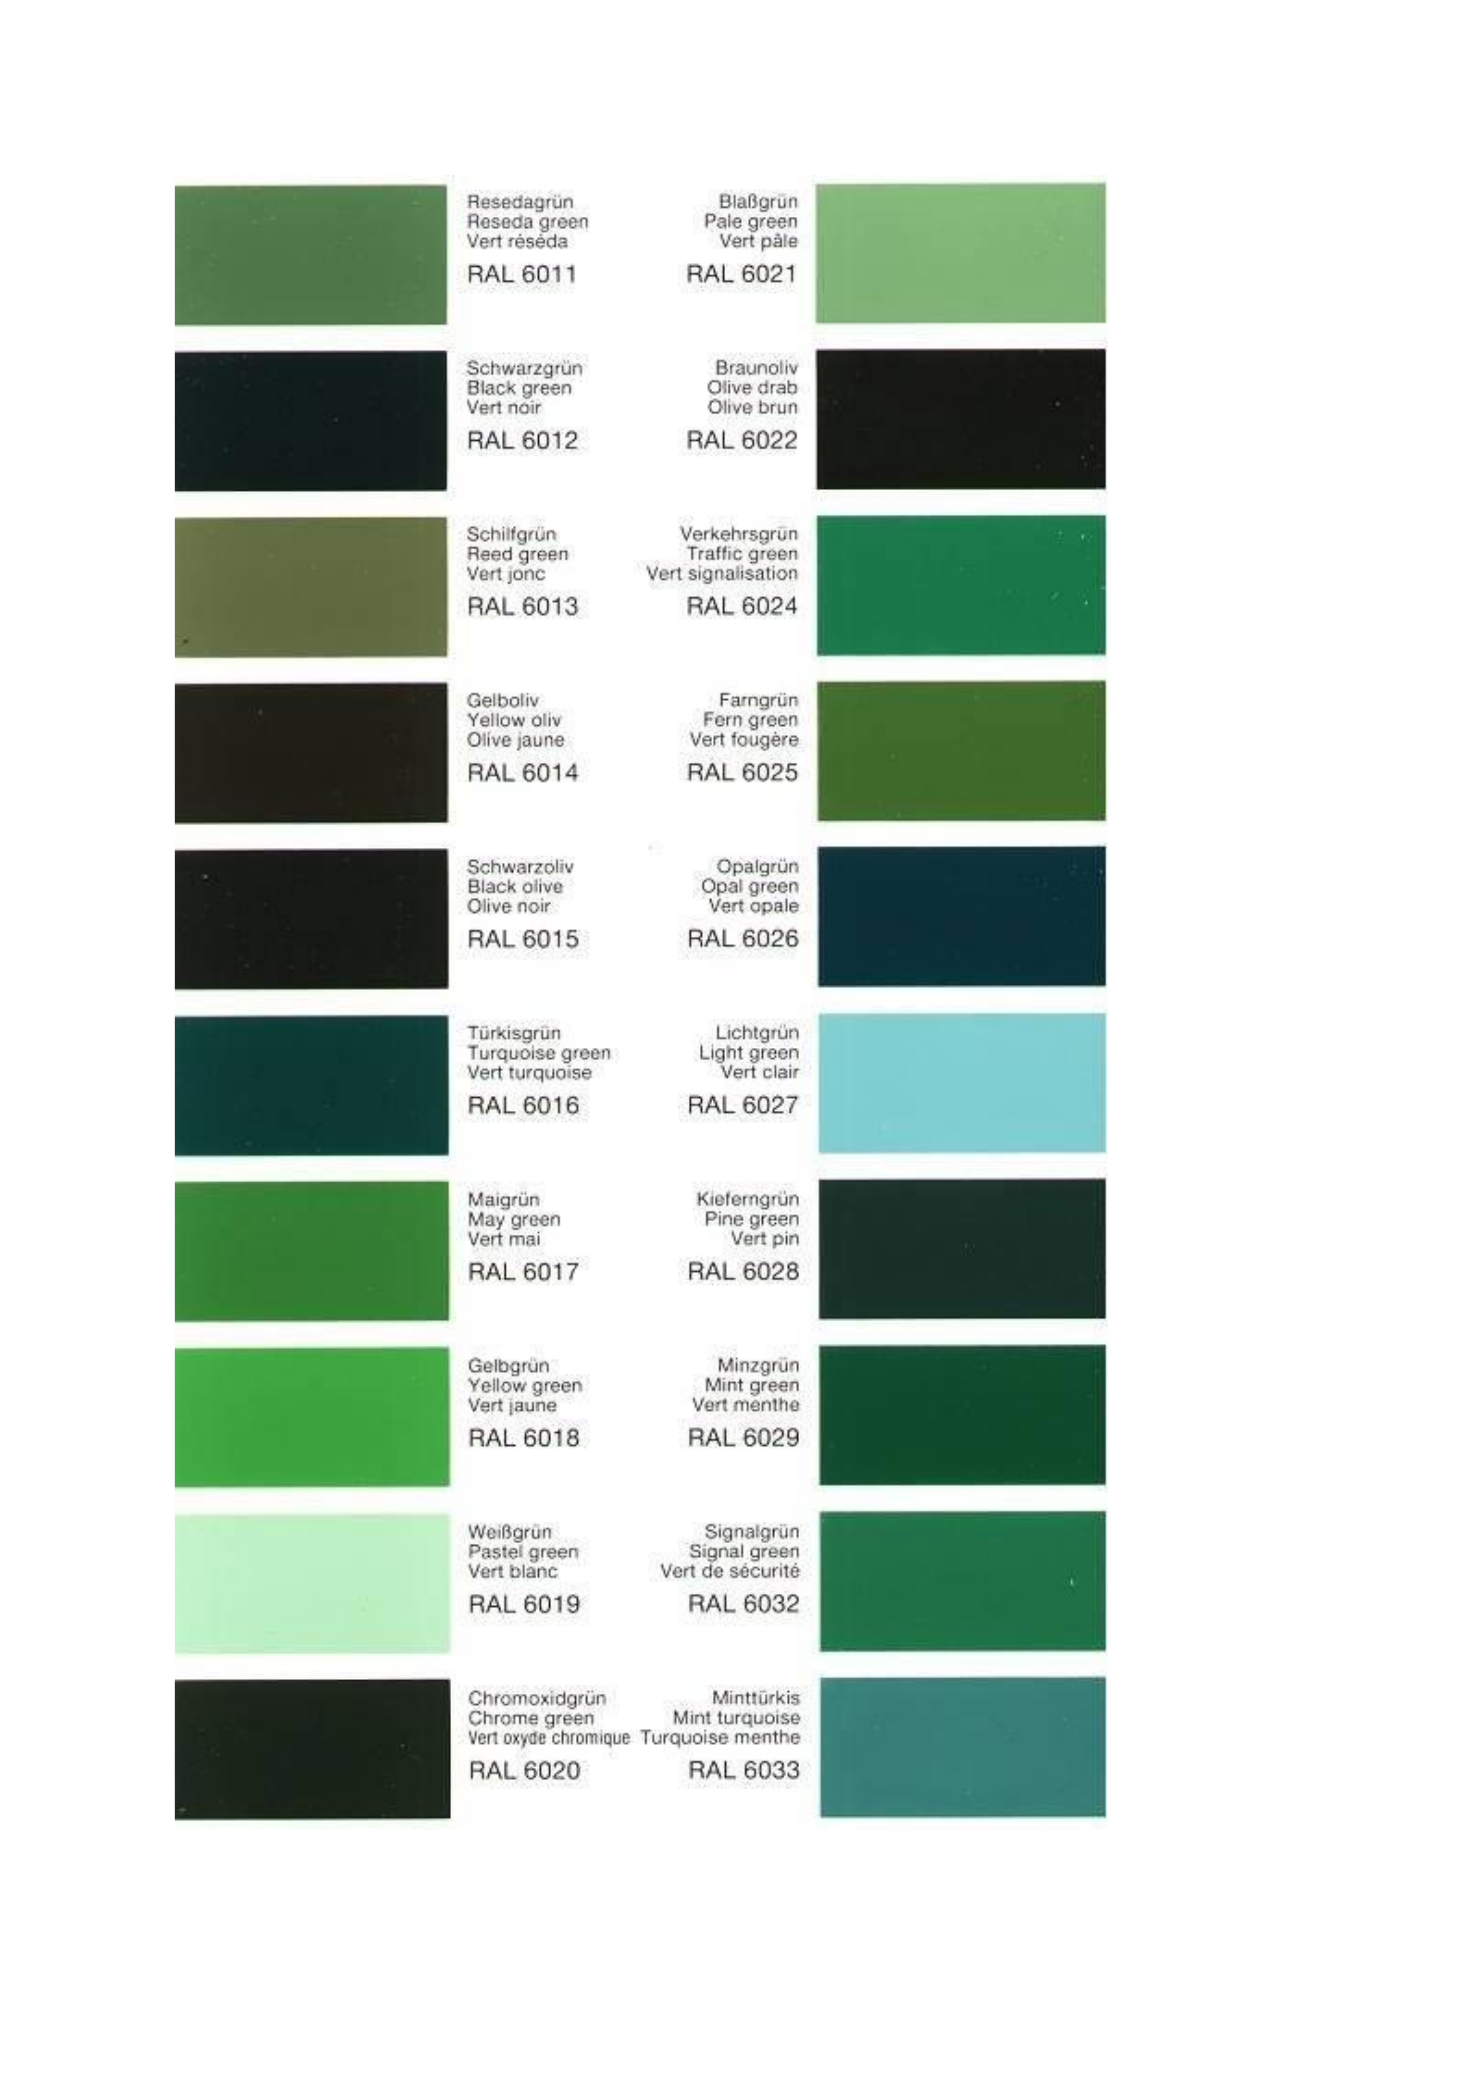 Resedagrün
Reseda green
Vert réséda
RAL 6011
Blaßgrün
Pale green
Vert pâle
RAL 6021
Schwarzgrün
Black green
Vert noir
RAL 6012
Braunoliv
Olive drab
Olive brun
RAL 6022
Schilfgrün
Reed green
Vert jonc
RAL 6013
Verkehrsgrün
Traffic green
Vert signalisation
RAL 6024
Gelboliv
Yellow oliv
Olive jaune
RAL 6014
Farngrün
Fern green
Vert fougère
RAL 6025
Schwarzoliv
Black olive
Olive noir
RAL 6015
Opalgrün
Opal green
Vert opale
RAL 6026
Türkisgrün
Turquoise green
Vert turquoise
RAL 6016
Lichtgrün
Light green
Vert clair
RAL 6027
Maigrün
May green
Vert mai
RAL 6017
Kieferngrün
Pine green
Vert pin
RAL 6028
Gelbgrün
Yellow green
Vert jaune
RAL 6018
Minzgrün
Mint green
Vert menthe
RAL 6029
Weißgrün
Pastel green
Vert blanc
RAL 6019
Signalgrün
Signal green
Vert de sécurité
RAL 6032
Chromoxidgrün
Chrome green
Vert oxyde chromique
RAL 6020
Minttürkis
Mint turquoise
Turquoise menthe
RAL 6033